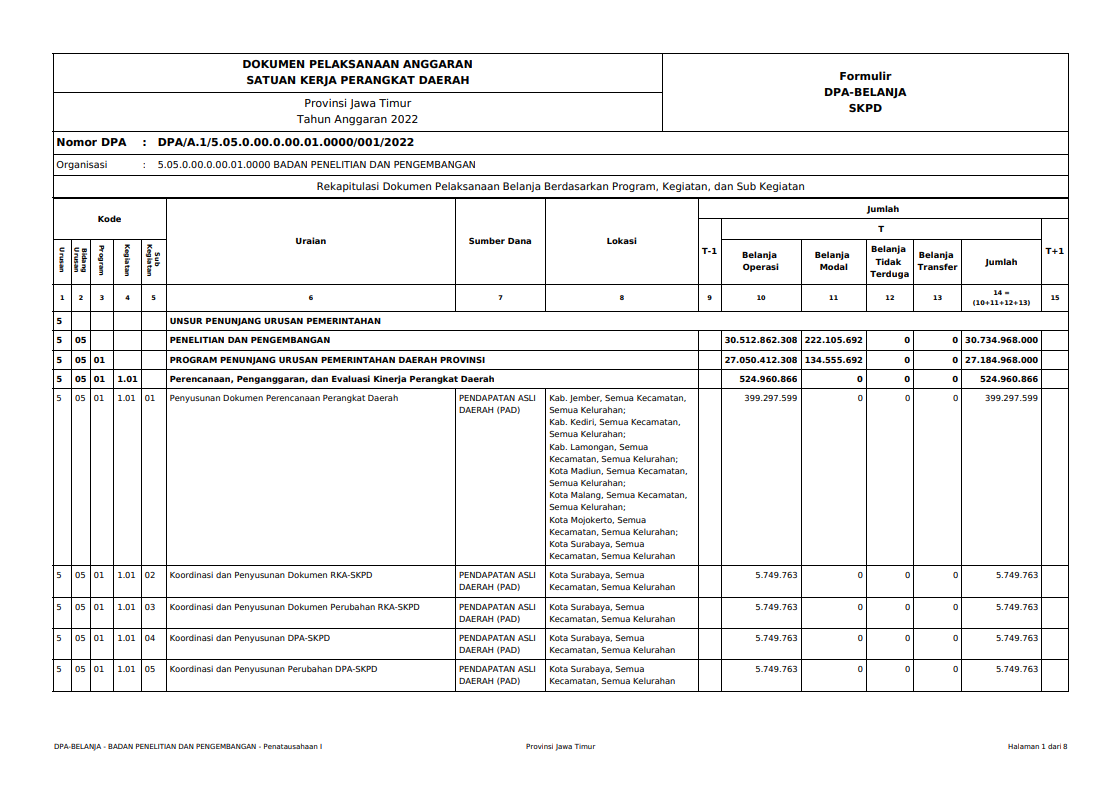 DOKUMEN PELAKSANAAN ANGGARAN
SATUAN KERJA PERANGKAT DAERAH
Formulir
DPA-BELANJA
SKPD
Provinsi Jawa Timur
Tahun Anggaran 2022
Nomor DPA : DPA/A.1/5.05.0.00.0.00.01.0000/001/2022
Organisasi : 5.05.0.00.0.00.01.0000 BADAN PENELITIAN DAN PENGEMBANGAN
Rekapitulasi Dokumen Pelaksanaan Belanja Berdasarkan Program, Kegiatan, dan Sub Kegiatan
Kode
Urusan
Bidang Urusan
Program
Kegiatan
Sub Kegiatan
Uraian
Sumber Dana
Lokasi
Jumlah
T-1
T
Belanja Operasi
Belanja Modal
Belanja Tidak Terduga
Belanja Transfer
Jumlah
T+1
1 2 3 4 5 6 7 8 9 10 11 12 13 14 = (10+11+12+13) 15
5 UNSUR PENUNJANG URUSAN PEMERINTAHAN
5 05 PENELITIAN DAN PENGEMBANGAN 30.512.862.308 222.105.692 0 0 30.734.968.000
5 05 01 PROGRAM PENUNJANG URUSAN PEMERINTAHAN DAERAH PROVINSI 27.050.412.308 134.555.692 0 0 27.184.968.000
5 05 01 1.01 Perencanaan, Penganggaran, dan Evaluasi Kinerja Perangkat Daerah 524.960.866 0 0 0 524.960.866
5 05 01 1.01 01 Penyusunan Dokumen Perencanaan Perangkat Daerah PENDAPATAN ASLI Kab. Jember, Semua Kecamatan, 399.297.599 0 0 0 399.297.599
DAERAH (PAD) Semua Kelurahan;
Kab. Kediri, Semua Kecamatan,
Semua Kelurahan;
Kab. Lamongan, Semua
Kecamatan, Semua Kelurahan;
Kota Madiun, Semua Kecamatan,
Semua Kelurahan;
Kota Malang, Semua Kecamatan,
Semua Kelurahan;
Kota Mojokerto, Semua
Kecamatan, Semua Kelurahan;
Kota Surabaya, Semua
Kecamatan, Semua Kelurahan
5 05 01 1.01 02 Koordinasi dan Penyusunan Dokumen RKA-SKPD PENDAPATAN ASLI Kota Surabaya, Semua 5.749.763 0 0 0 5.749.763
DAERAH (PAD) Kecamatan, Semua Kelurahan
5 05 01 1.01 03 Koordinasi dan Penyusunan Dokumen Perubahan RKA-SKPD PENDAPATAN ASLI Kota Surabaya, Semua 5.749.763 0 0 0 5.749.763
DAERAH (PAD) Kecamatan, Semua Kelurahan
5 05 01 1.01 04 Koordinasi dan Penyusunan DPA-SKPD PENDAPATAN ASLI Kota Surabaya, Semua 5.749.763 0 0 0 5.749.763
DAERAH (PAD) Kecamatan, Semua Kelurahan
5 05 01 1.01 05 Koordinasi dan Penyusunan Perubahan DPA-SKPD PENDAPATAN ASLI Kota Surabaya, Semua 5.749.763 0 0 0 5.749.763
DAERAH (PAD) Kecamatan, Semua Kelurahan
DPA-BELANJA - BADAN PENELITIAN DAN PENGEMBANGAN - Penatausahaan I Provinsi Jawa Timur Halaman 1 dari 8